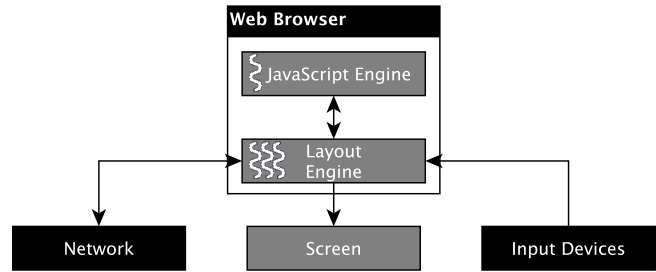 Web Browser
JavaScript Engine
Layout
Engine
Network
Screen
Input Devices